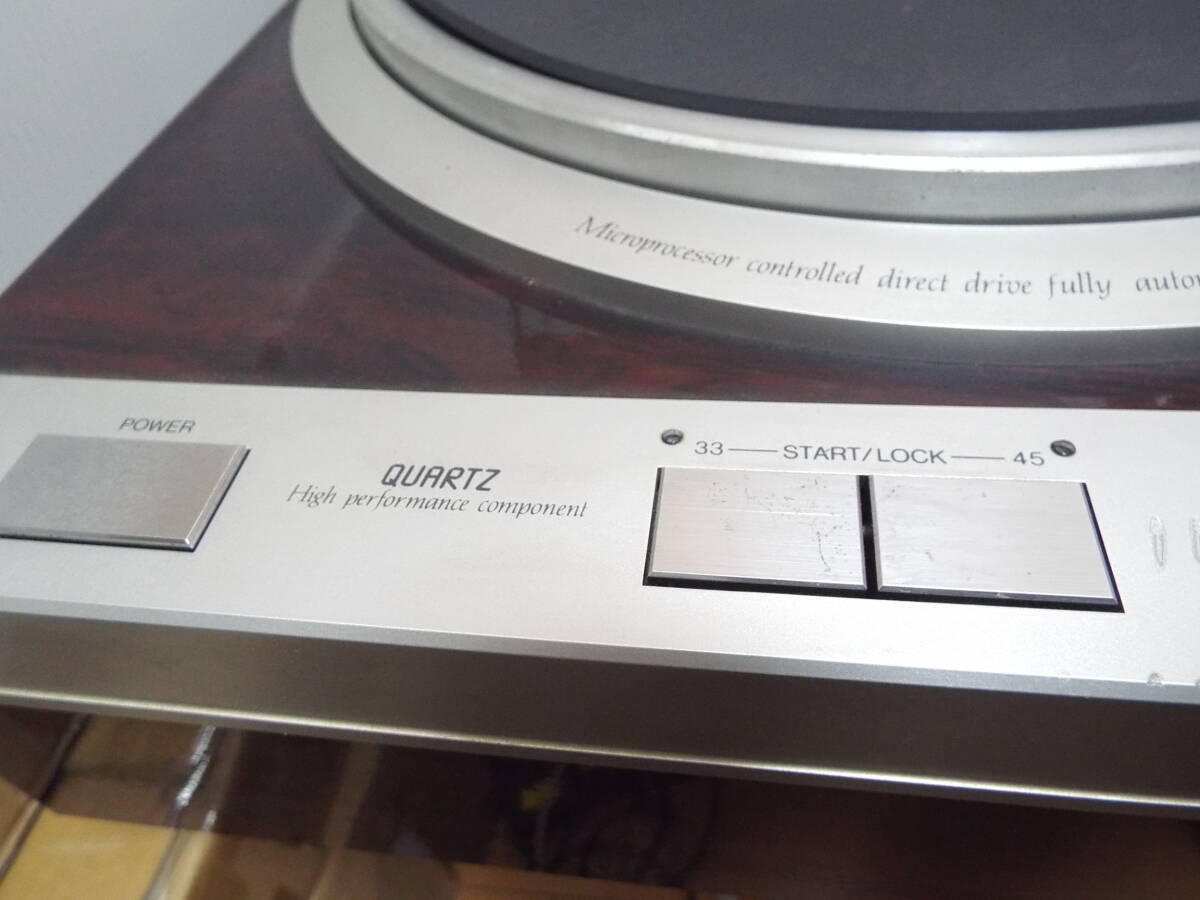 Microprocessor controlled direct drive fully
POWER
QUARTZ
High performance component
33 START/LOCK 45